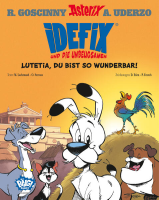 R. GOSCINNY Asterix A. UDERZO
IDEFIX
UND DIE UNBEUGSAMEN
LUTETIA, DU BIST SO WUNDERBAR!